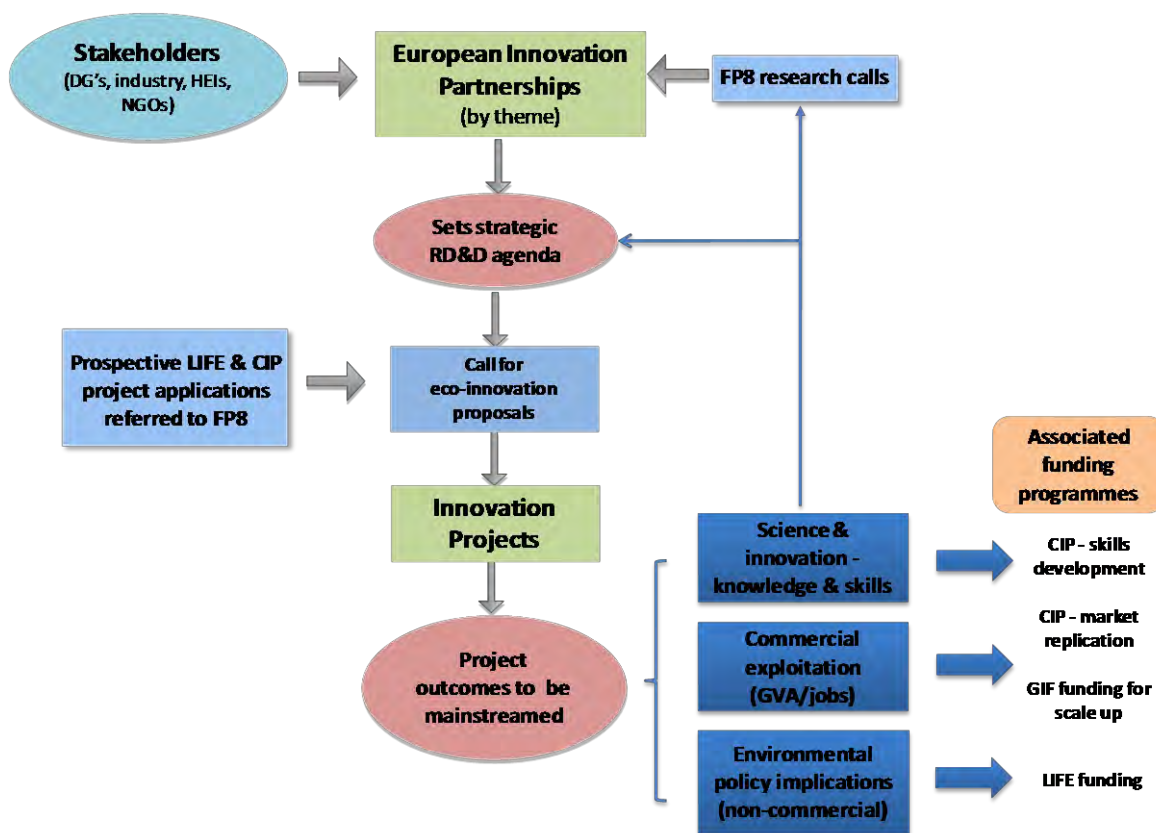 Stakeholders
(DG's, industry, HEIs,
NGOs)
European Innovation
Partnerships
(by theme)
FP8 research calls
Sets strategic
RD&D agenda
Prospective LIFE & CIP
project applications
referred to FP8
Call for
eco-innovation
proposals
Innovation
Projects
Project
outcomes to be
mainstreamed
Science &
innovation -
knowledge & skills
Commercial
exploitation
(GVA/jobs)
Environmental
policy implications
(non-commercial)
Associated
funding
programmes
CIP - skills
development
CIP - market
replication
GIF funding for
scale up
LIFE funding